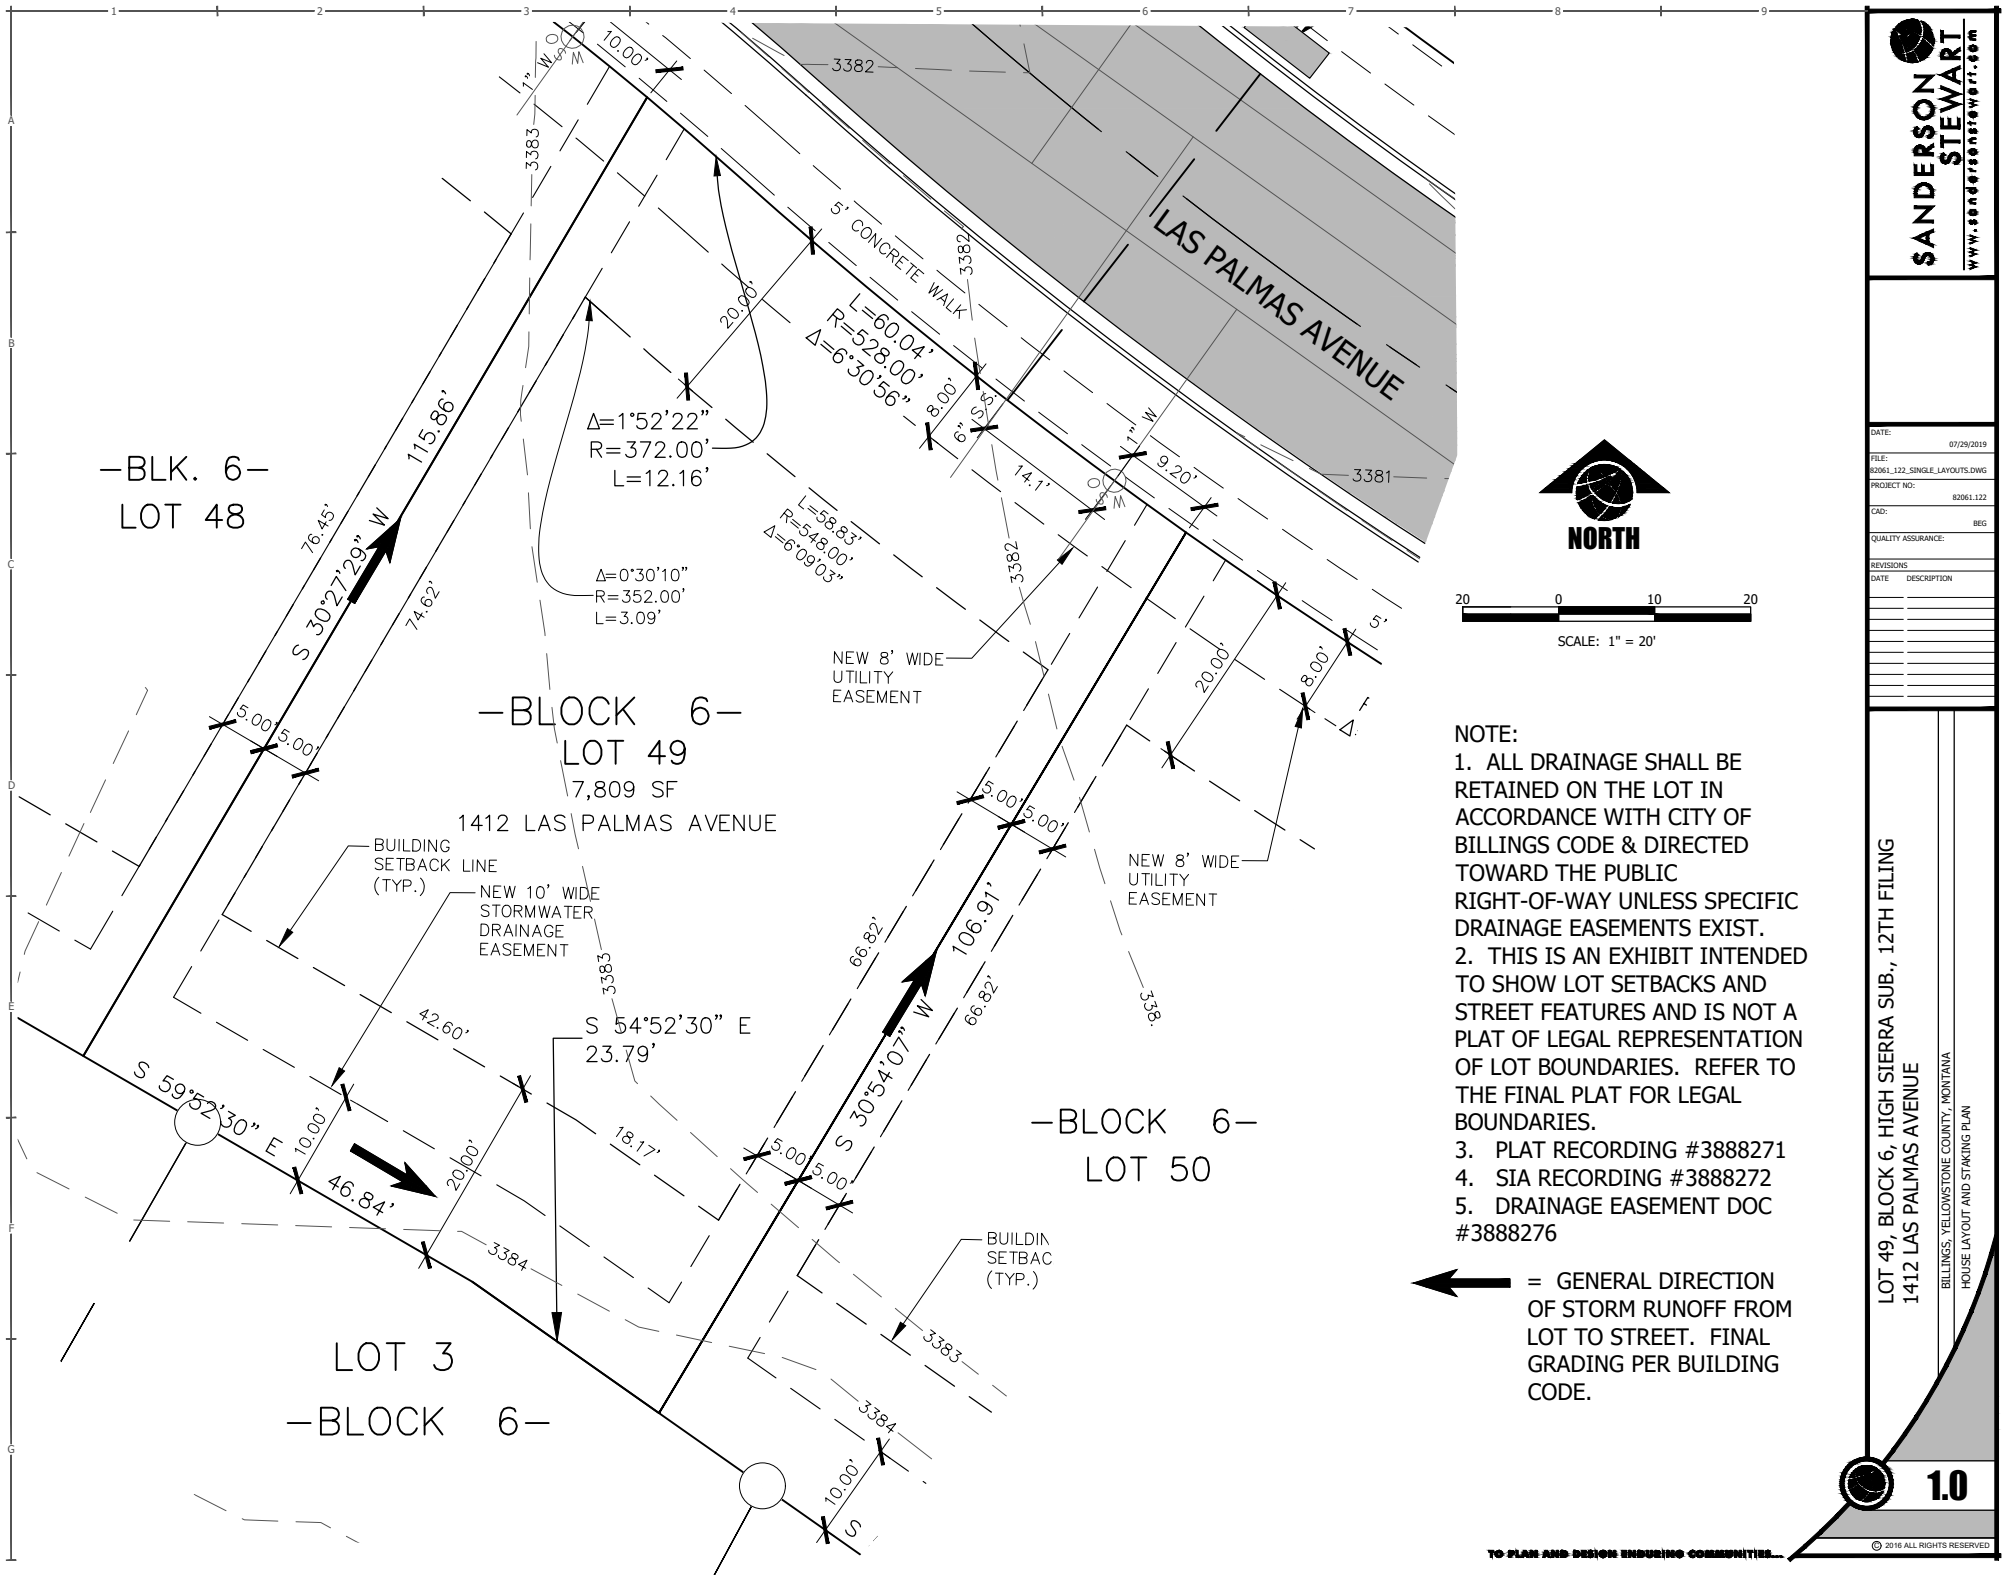 1
2
3
4
5
6
7
8
9
A
B
C
D
E
F
G
10.00'
1" W
3383
3382
5' CONCRETE WALK
3382
LAS PALMAS AVENUE
20.00'
L=60.04'
R=528.00'
Δ=6°30'56"
8.00'
6" S.S.
1" W
Δ=1°52'22"
R=372.00'
L=12.16'
14.1'
9.20'
3381
-BLK. 6-
LOT 48
115.86'
S 30°27'29" W
76.45'
74.62'
L=58.83'
R=548.00'
Δ=6°09'03"
Δ=0°30'10"
R=352.00'
L=3.09'
3382
NEW 8' WIDE
UTILITY
EASEMENT
20.00'
8.00'
5'
5.00'
5.00'
-BLOCK 6-
LOT 49
7,809 SF
1412 LAS PALMAS AVENUE
BUILDING
SETBACK LINE
(TYP.)
NEW 10' WIDE
STORMWATER
DRAINAGE
EASEMENT
5.00'
5.00'
NEW 8' WIDE
UTILITY
EASEMENT
66.82'
106.91'
S 30°54'07" W
66.82'
338.
3383
42.60'
S 54°52'30" E
23.79'
S 59°52'30" E
46.84'
10.00'
20.00'
18.17'
5.00'
5.00'
-BLOCK 6-
LOT 50
3384
BUILDIN
SETBAC
(TYP.)
3383
LOT 3
-BLOCK 6-
3384
10.00'
S
NORTH
20 0 10 20
SCALE: 1" = 20'
NOTE:
1. ALL DRAINAGE SHALL BE
RETAINED ON THE LOT IN
ACCORDANCE WITH CITY OF
BILLINGS CODE & DIRECTED
TOWARD THE PUBLIC
RIGHT-OF-WAY UNLESS SPECIFIC
DRAINAGE EASEMENTS EXIST.
2. THIS IS AN EXHIBIT INTENDED
TO SHOW LOT SETBACKS AND
STREET FEATURES AND IS NOT A
PLAT OF LEGAL REPRESENTATION
OF LOT BOUNDARIES. REFER TO
THE FINAL PLAT FOR LEGAL
BOUNDARIES.
3. PLAT RECORDING #3888271
4. SIA RECORDING #3888272
5. DRAINAGE EASEMENT DOC
#3888276
= GENERAL DIRECTION
OF STORM RUNOFF FROM
LOT TO STREET. FINAL
GRADING PER BUILDING
CODE.
SANDERSON
STEWART
www.sandersonstewart.com
DATE:
07/29/2019
FILE:
82061_122_SINGLE_LAYOUTS.DWG
PROJECT NO:
82061.122
CAD:
BEG
QUALITY ASSURANCE:
REVISIONS
DATE DESCRIPTION
LOT 49, BLOCK 6, HIGH SIERRA SUB., 12TH FILING
1412 LAS PALMAS AVENUE
BILLINGS, YELLOWSTONE COUNTY, MONTANA
HOUSE LAYOUT AND STAKING PLAN
1.0
© 2016 ALL RIGHTS RESERVED
TO PLAN AND DESIGN ENDURING COMMUNITIES...